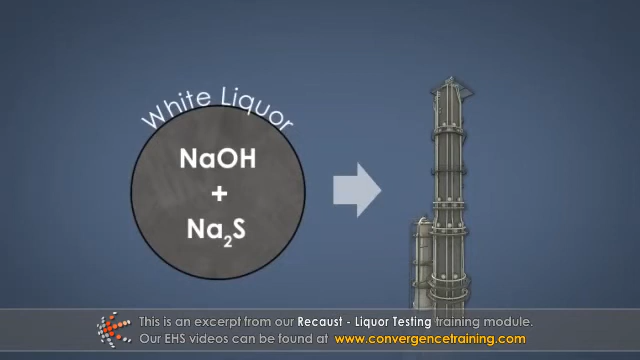 White Liquor
NaOH
+
Na₂S
This is an excerpt from our Recaust - Liquor Testing training module.
Our EHS videos can be found at www.convergencetraining.com